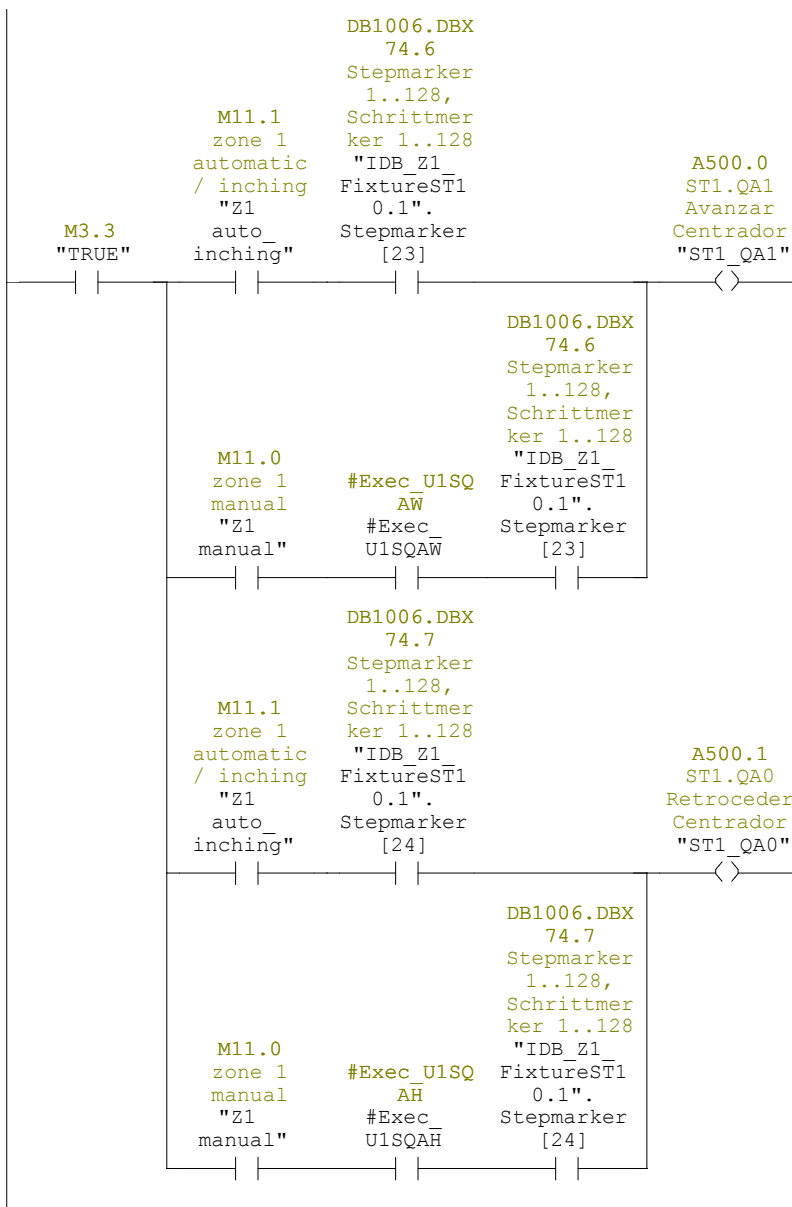 DB1006.DBX
74.6
Stepmarker
1..128,
Schrittmer
ker 1..128
"IDB_Z1_
FixtureST1
0.1".
Stepmarker
[23]
M11.1
zone 1
automatic
/ inching
"Z1
auto_
inching"
A500.0
ST1.QA1
Avanzar
Centrador
"ST1_QA1"
M3.3
"TRUE"
DB1006.DBX
74.6
Stepmarker
1..128,
Schrittmer
ker 1..128
"IDB_Z1_
FixtureST1
0.1".
Stepmarker
[23]
M11.0
zone 1
manual
"Z1
manual"
#Exec_U1SQ
AW
#Exec_
U1SQAW
DB1006.DBX
74.7
Stepmarker
1..128,
Schrittmer
ker 1..128
"IDB_Z1_
FixtureST1
0.1".
Stepmarker
[24]
M11.1
zone 1
automatic
/ inching
"Z1
auto_
inching"
A500.1
ST1.QA0
Retroceder
Centrador
"ST1_QA0"
DB1006.DBX
74.7
Stepmarker
1..128,
Schrittmer
ker 1..128
"IDB_Z1_
FixtureST1
0.1".
Stepmarker
[24]
M11.0
zone 1
manual
"Z1
manual"
#Exec_U1SQ
AH
#Exec_
U1SQAH